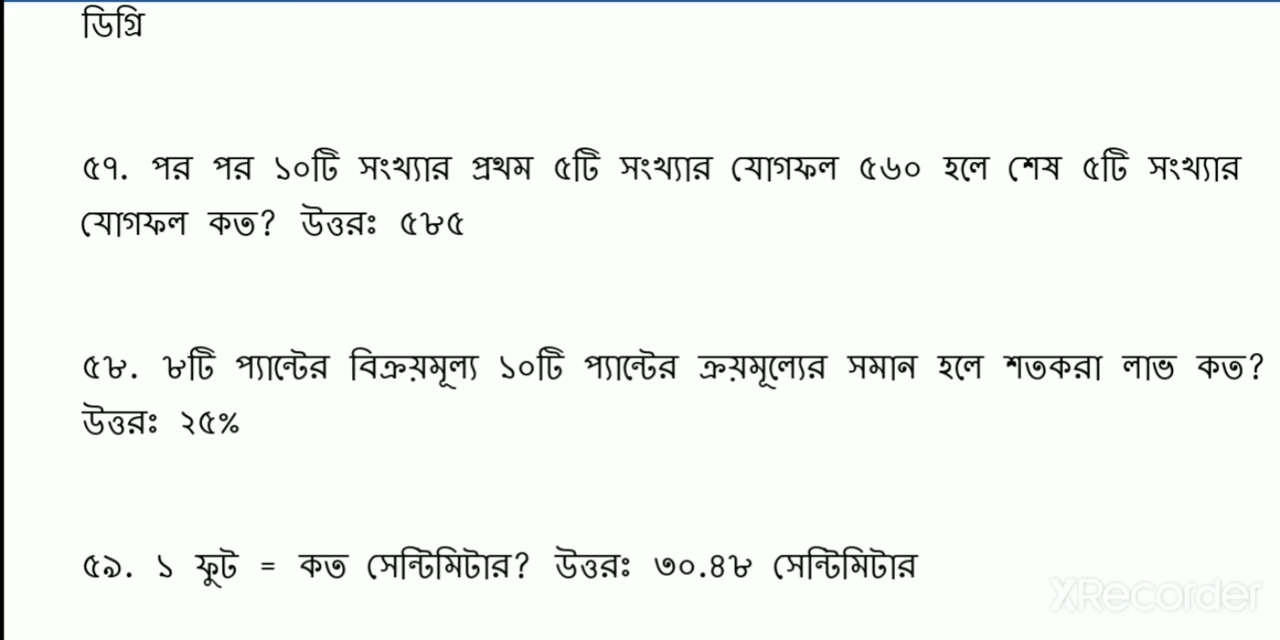 ডিগ্রি
৫৭. পর পর ১০টি সংখ্যার প্রথম ৫টি সংখ্যার যোগফল ৫৬০ হলে শেষ ৫টি সংখ্যার
যোগফল কত? উত্তরঃ ৫৮৫
৫৮. ৮টি প্যান্টের বিক্রয়মূল্য ১০টি প্যান্টের ক্রয়মূল্যের সমান হলে শতকরা লাভ কত?
উত্তরঃ ২৫%
৫৯. ১ ফুট = কত সেন্টিমিটার? উত্তরঃ ৩০.৪৮ সেন্টিমিটার
XRecorder